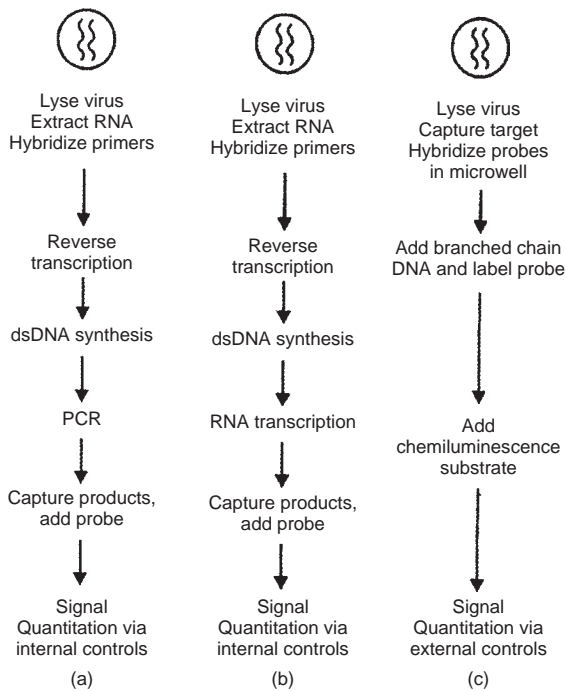 Lyse virus
Extract RNA
Hybridize primers
Reverse
transcription
dsDNA synthesis
PCR
Capture products,
add probe
Signal
Quantitation via
internal controls
(a)
Lyse virus
Extract RNA
Hybridize primers
Reverse
transcription
dsDNA synthesis
RNA transcription
Capture products,
add probe
Signal
Quantitation via
internal controls
(b)
Lyse virus
Capture target
Hybridize probes
in microwell
Add branched chain
DNA and label probe
Add
chemiluminescence
substrate
Signal
Quantitation via
external controls
(c)